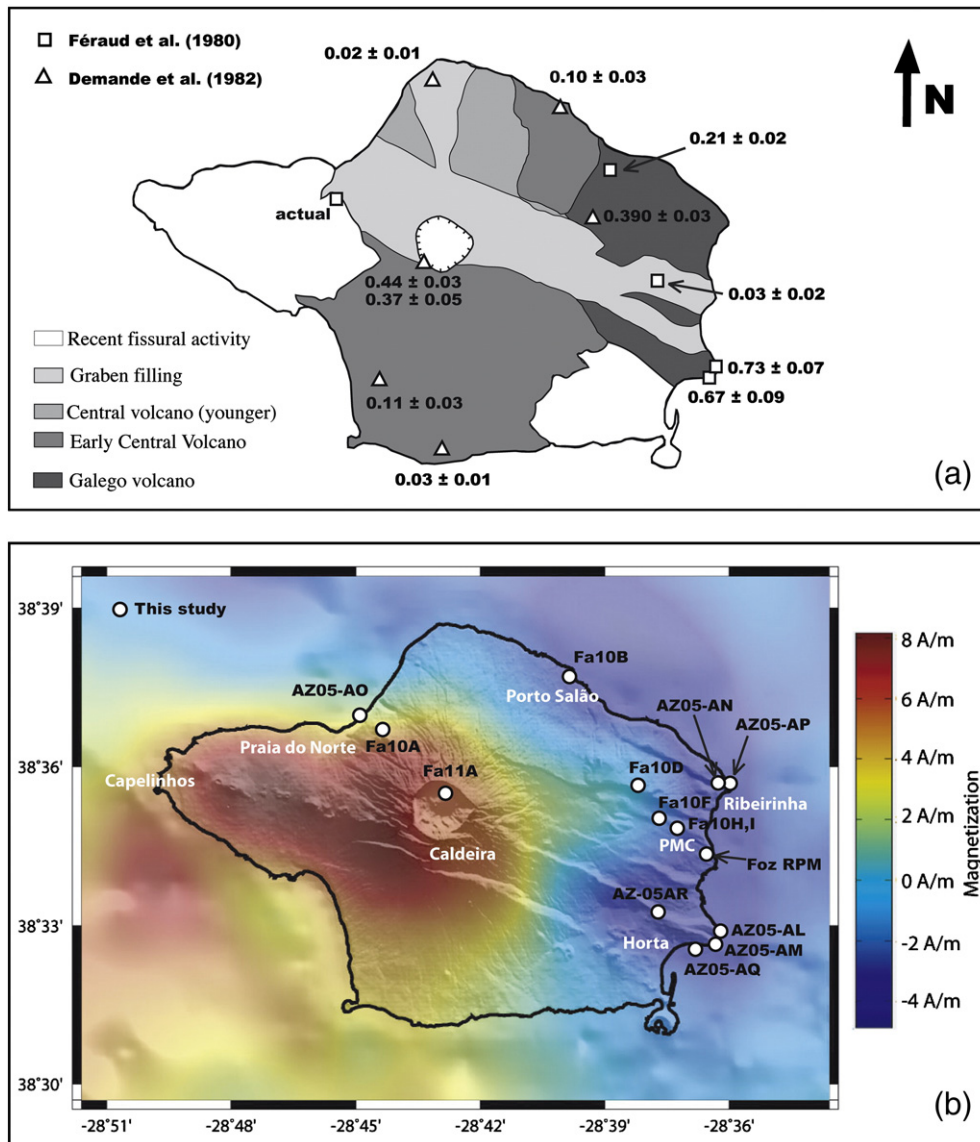 Féraud et al. (1980)
Demande et al. (1982)
0.02 ± 0.01
0.10 ± 0.03
N
0.21 ± 0.02
actual
0.390 ± 0.03
0.44 ± 0.03
0.37 ± 0.05
0.03 ± 0.02
Recent fissural activity
Graben filling
0.73 ± 0.07
0.67 ± 0.09
Central volcano (younger)
0.11 ± 0.03
Early Central Volcano
Galego volcano
0.03 ± 0.01
(a)
38°39'
38°36'
38°33'
38°30'
This study
Fa10B
AZ05-AO
Porto Salão
AZ05-AN
AZ05-AP
Praia do Norte
Fa10A
Capelinhos
Fa11A
Fa10D
Ribeirinha
Fa10F
Fa10H,I
PMC
Caldeira
Foz RPM
AZ-05AR
Horta
AZ05-AL
AZ05-AM
AZ05-AQ
-28°51'
-28°45'
-28°42'
-28°39'
-28°36'
8 A/m
6 A/m
4 A/m
2 A/m
0 A/m
-2 A/m
-4 A/m
Magnetization
(b)